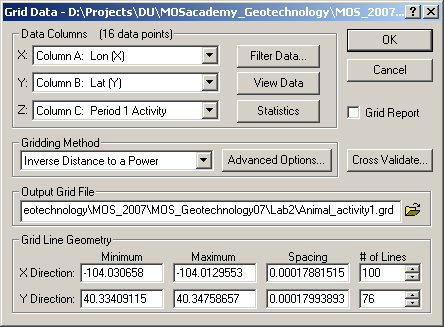 Grid Data - D:\Projects\DU\MOSacademy_Geotechnology\MOS_2007...
Data Columns (16 data points)
X: Column A: Lon (X)
Filter Data...
Y: Column B: Lat (Y)
View Data
Z: Column C: Period 1 Activity
Statistics
OK
Cancel
Grid Report
Gridding Method
Inverse Distance to a Power
Advanced Options...
Cross Validate...
Output Grid File
eotechnology\MOS_2007\MOS_Geotechnology07\Lab2\Animal_activity1.grd
Grid Line Geometry
Minimum Maximum Spacing # of Lines
X Direction: -104.030658 -104.0129553 0.00017881515 100
Y Direction: 40.33409115 40.34758657 0.00017993893 76